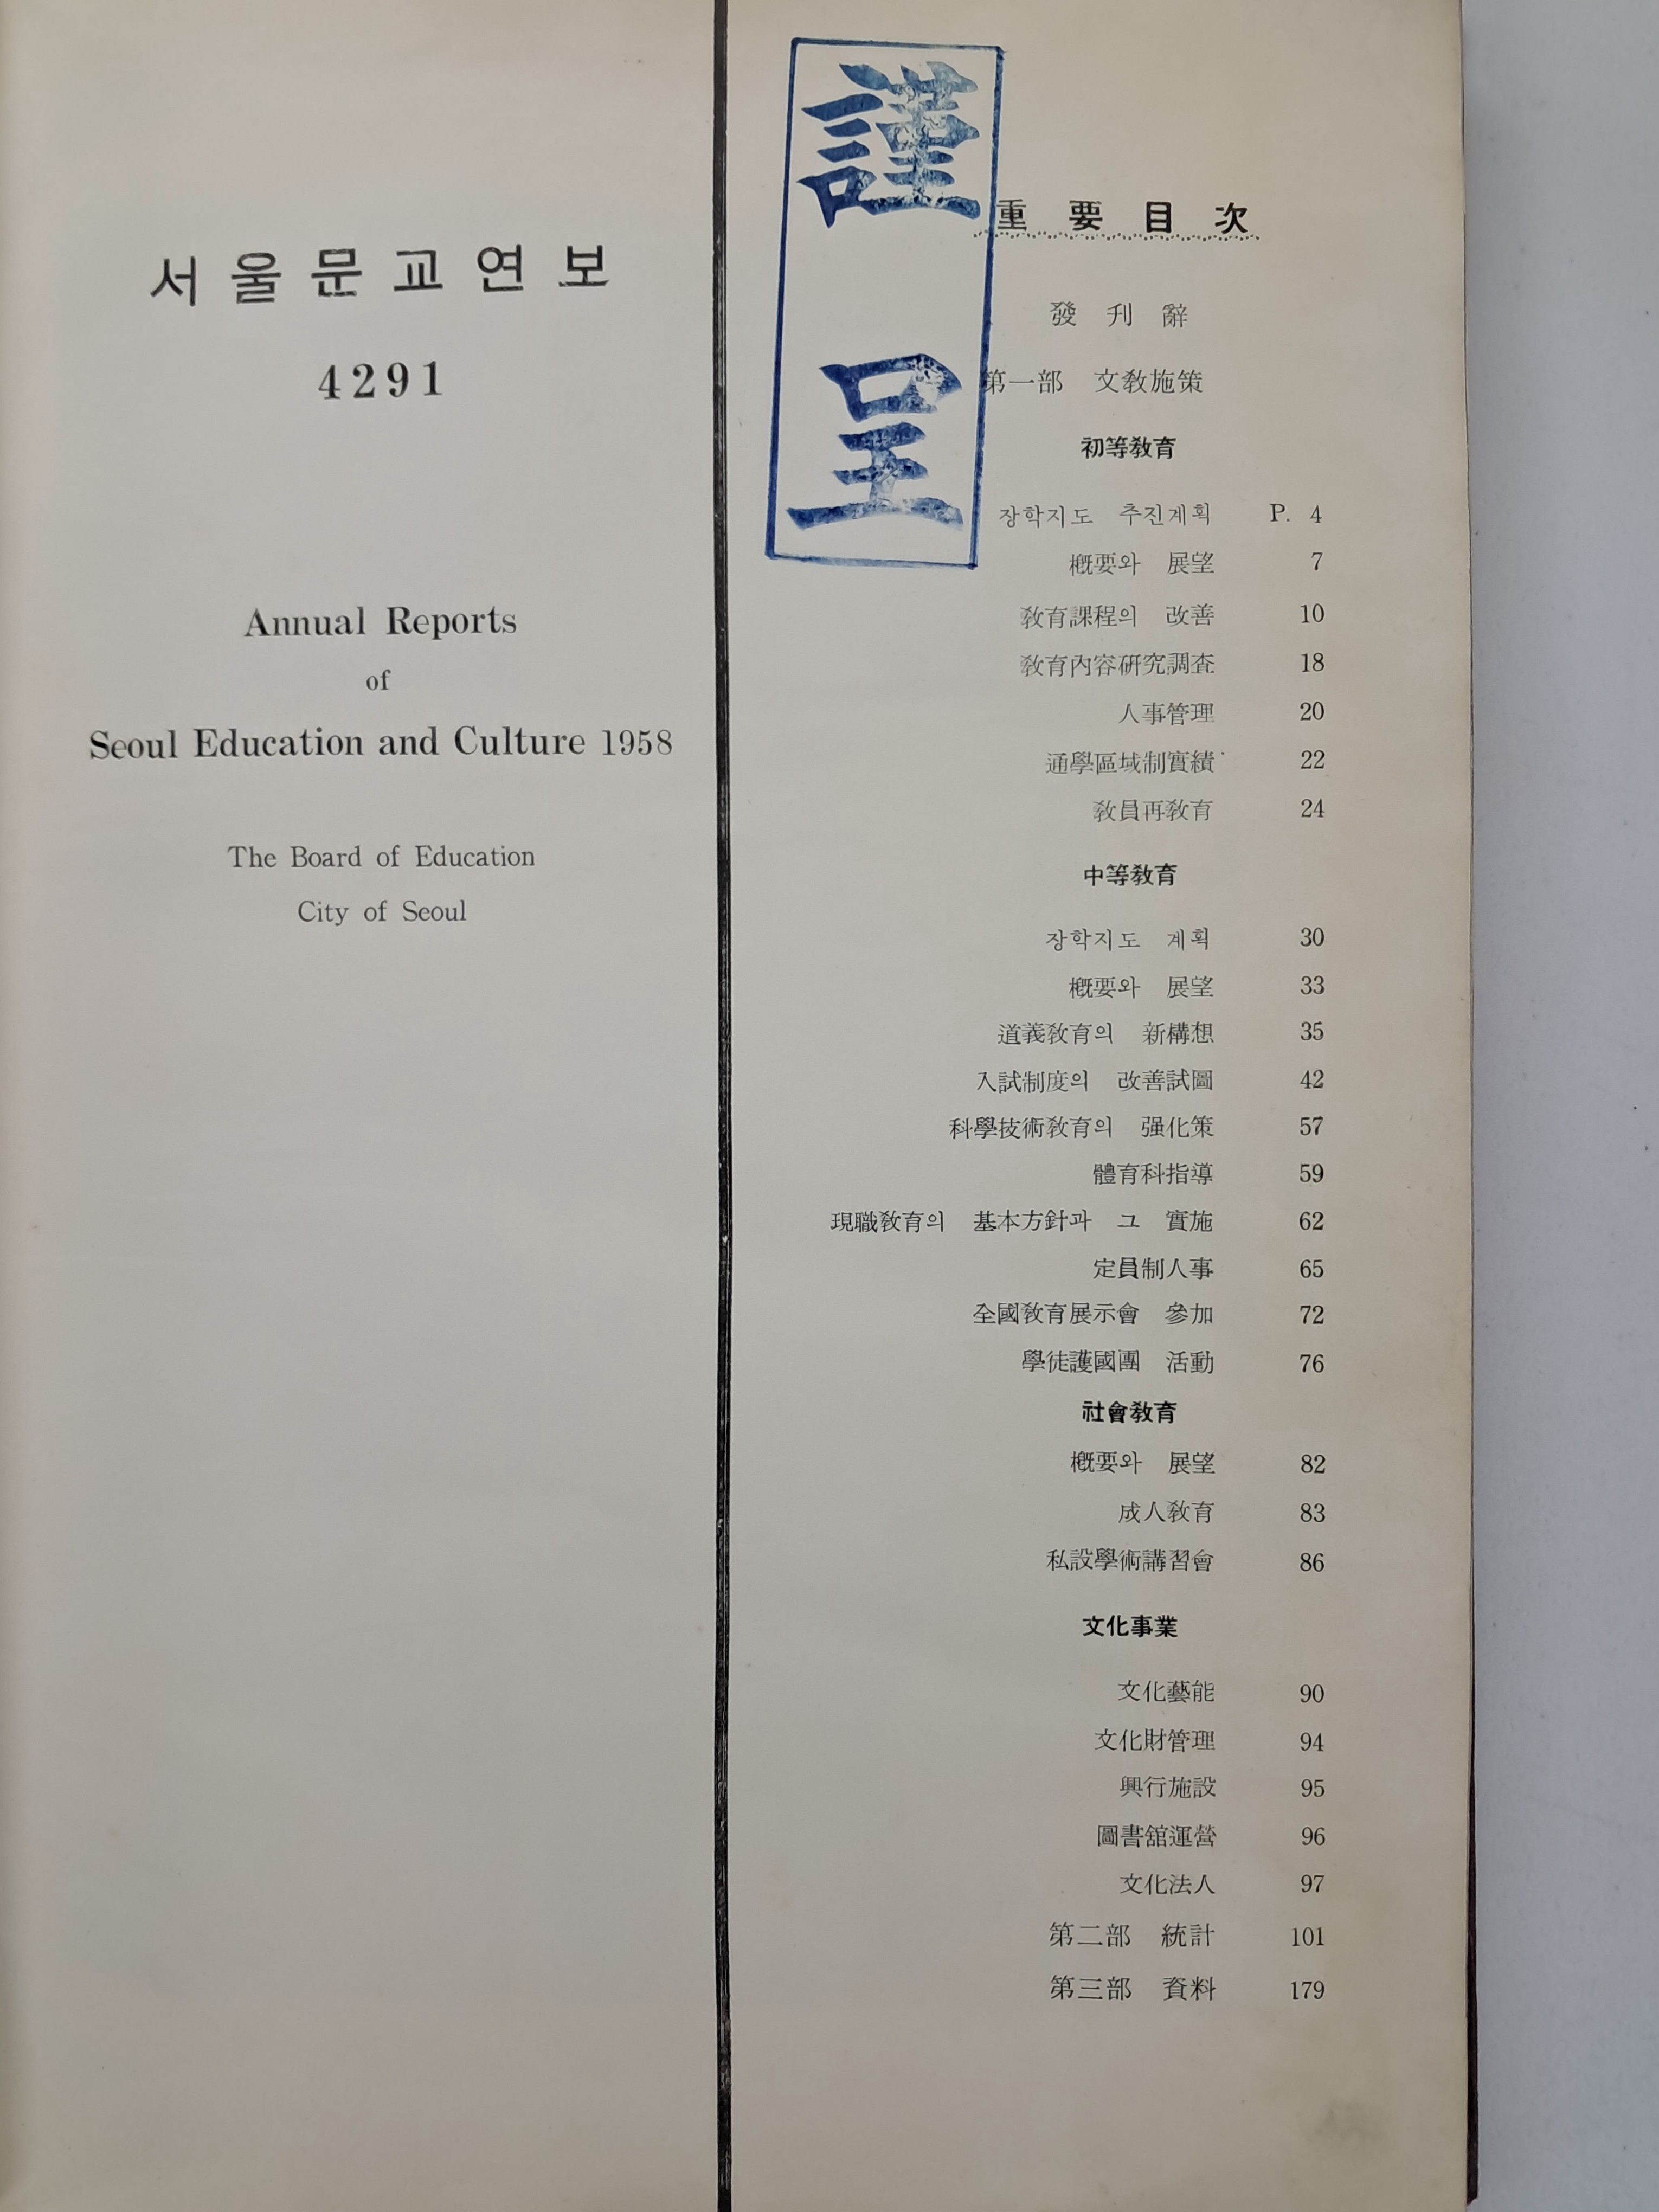 서울문교연보
4291
Annual Reports
of
Seoul Education and Culture 1958
The Board of Education
City of Seoul
謹呈
重要目次
發刊辭
第一部 文教施策
初等教育
장학지도 추진계획 P. 4
槪要와 展望 7
教育課程의 改善 10
教育內容硏究調査 18
人事管理 20
通學區域制實績 22
教員再教育 24
中等教育
장학지도 계획 30
槪要와 展望 33
道義教育의 新構想 35
入試制度의 改善試圖 42
科學技術教育의 强化策 57
體育科指導 59
現職教育의 基本方針과 그 實施 62
定員制人事 65
全國教育展示會 參加 72
學徒護國團 活動 76
社會教育
槪要와 展望 82
成人教育 83
私設學術講習會 86
文化事業
文化藝能 90
文化財管理 94
興行施設 95
圖書舘運營 96
文化法人 97
第二部 統計 101
第三部 資料 179